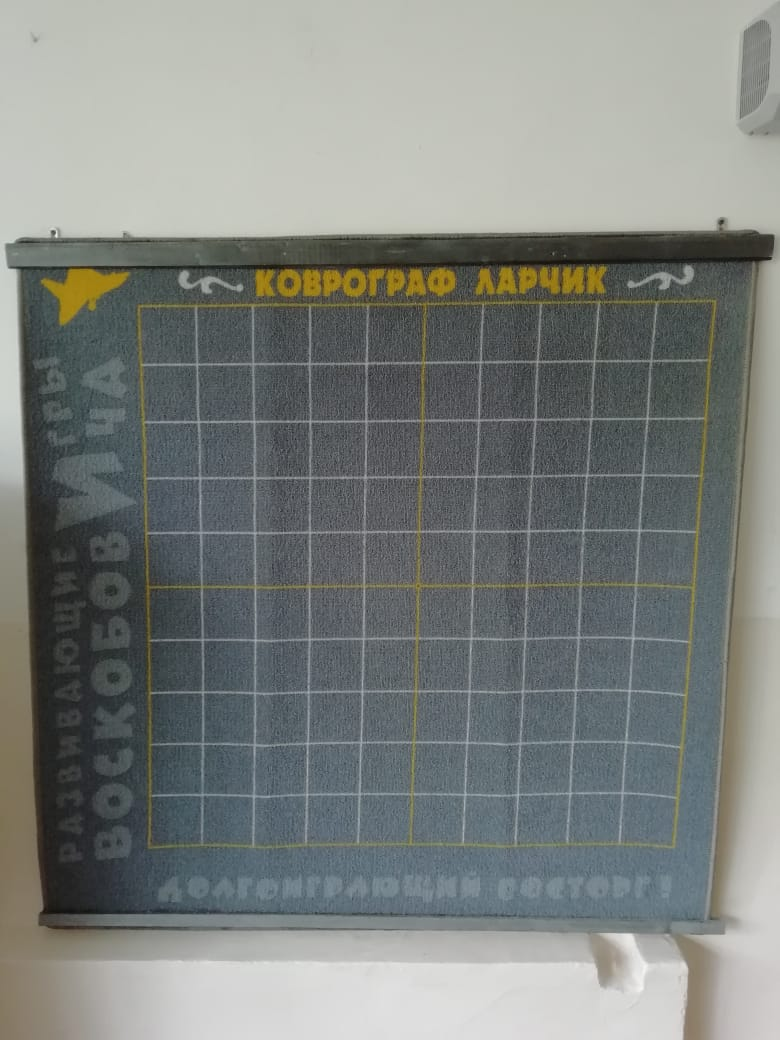 КОВРОГРАФ ЛАРЧИК
РАЗВИВАЮЩИЕ ИГРЫ
ВОСКОБОВИЧА
ДОЛГОИГРАЮЩИЙ ВОСТОРГ!